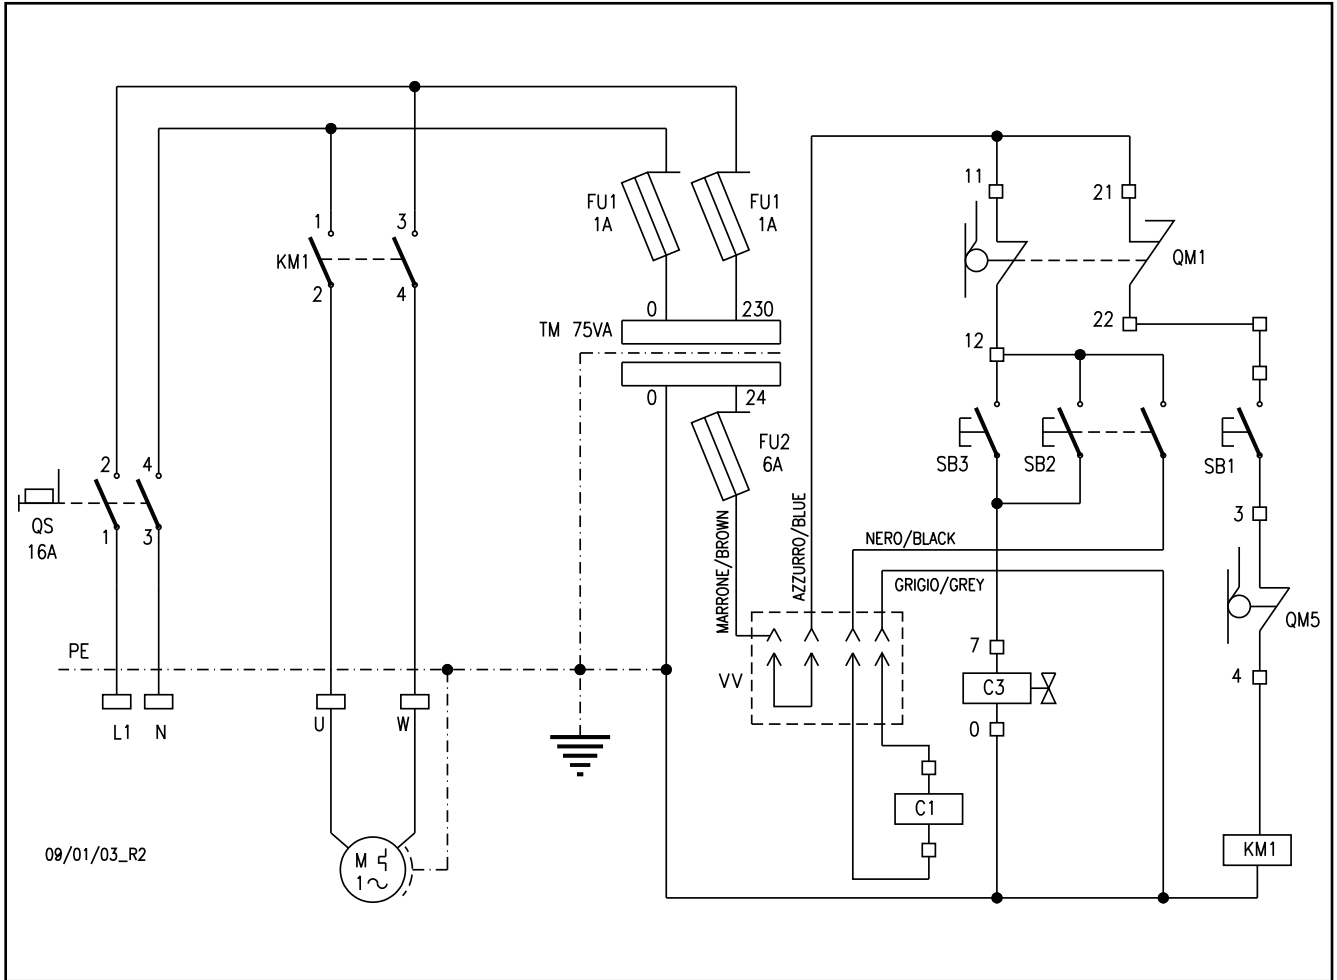 11
21
FU1
1A
FU1
1A
1
3
KM1
QM1
2
4
0
230
22
TM 75VA
12
0
24
FU2
6A
SB3
SB2
SB1
2
4
QS
16A
1
3
MARRONE/BROWN
AZZURRO/BLUE
3
NERO/BLACK
GRIGIO/GREY
QM5
PE
7
VV
C3
4
L1
N
U
W
0
C1
09/01/03_R2
M
1
KM1